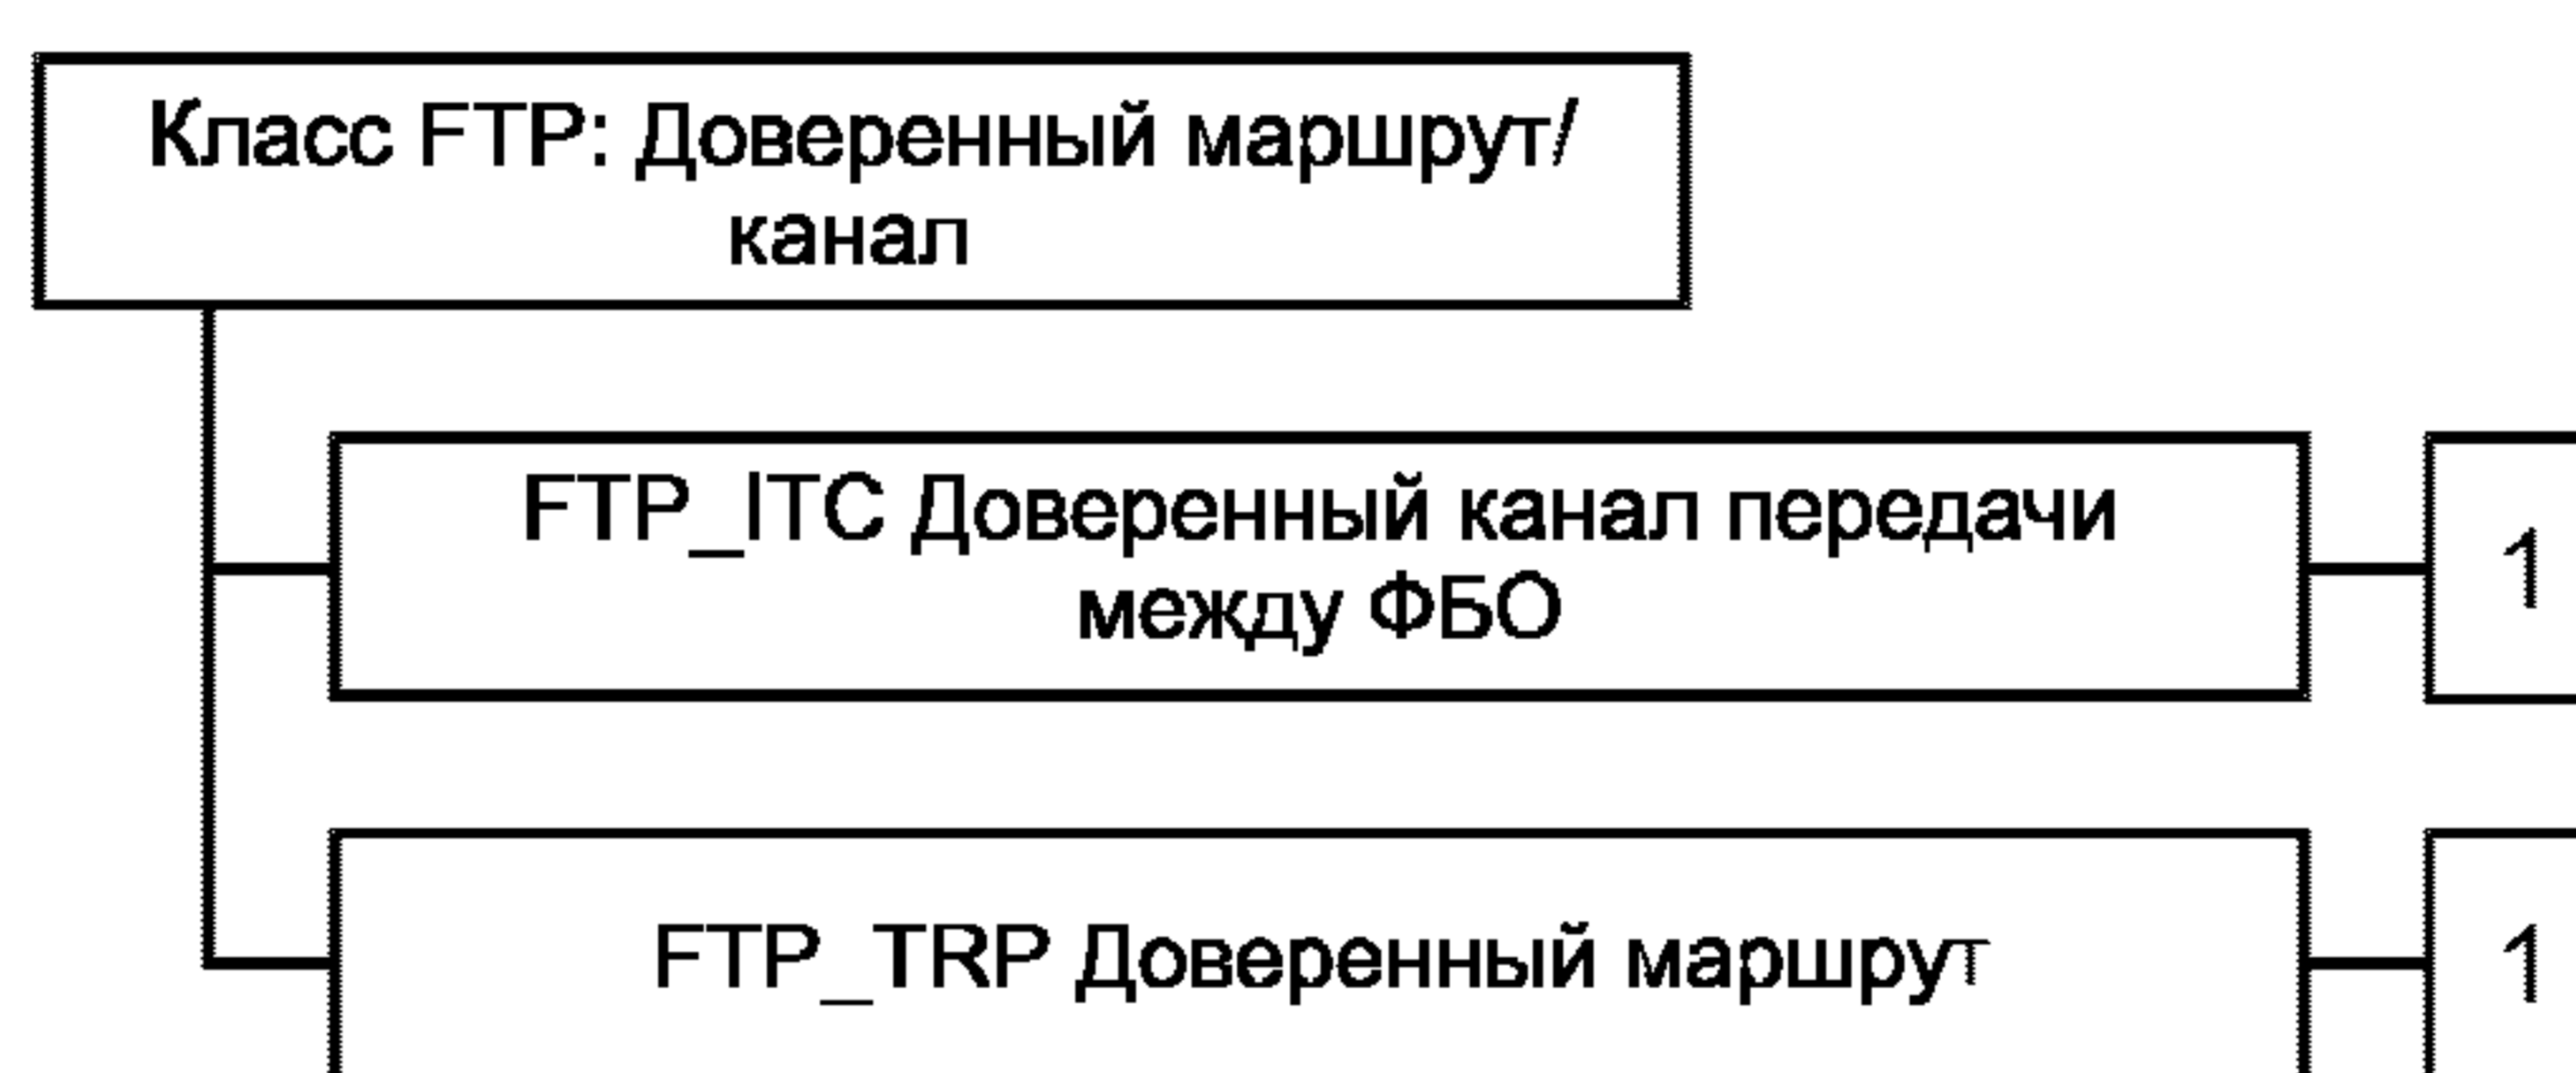 Класс FTP: Доверенный маршрут/
канал
FTP_ITC Доверенный канал передачи
между ФБО
1
FTP_TRP Доверенный маршрут
1